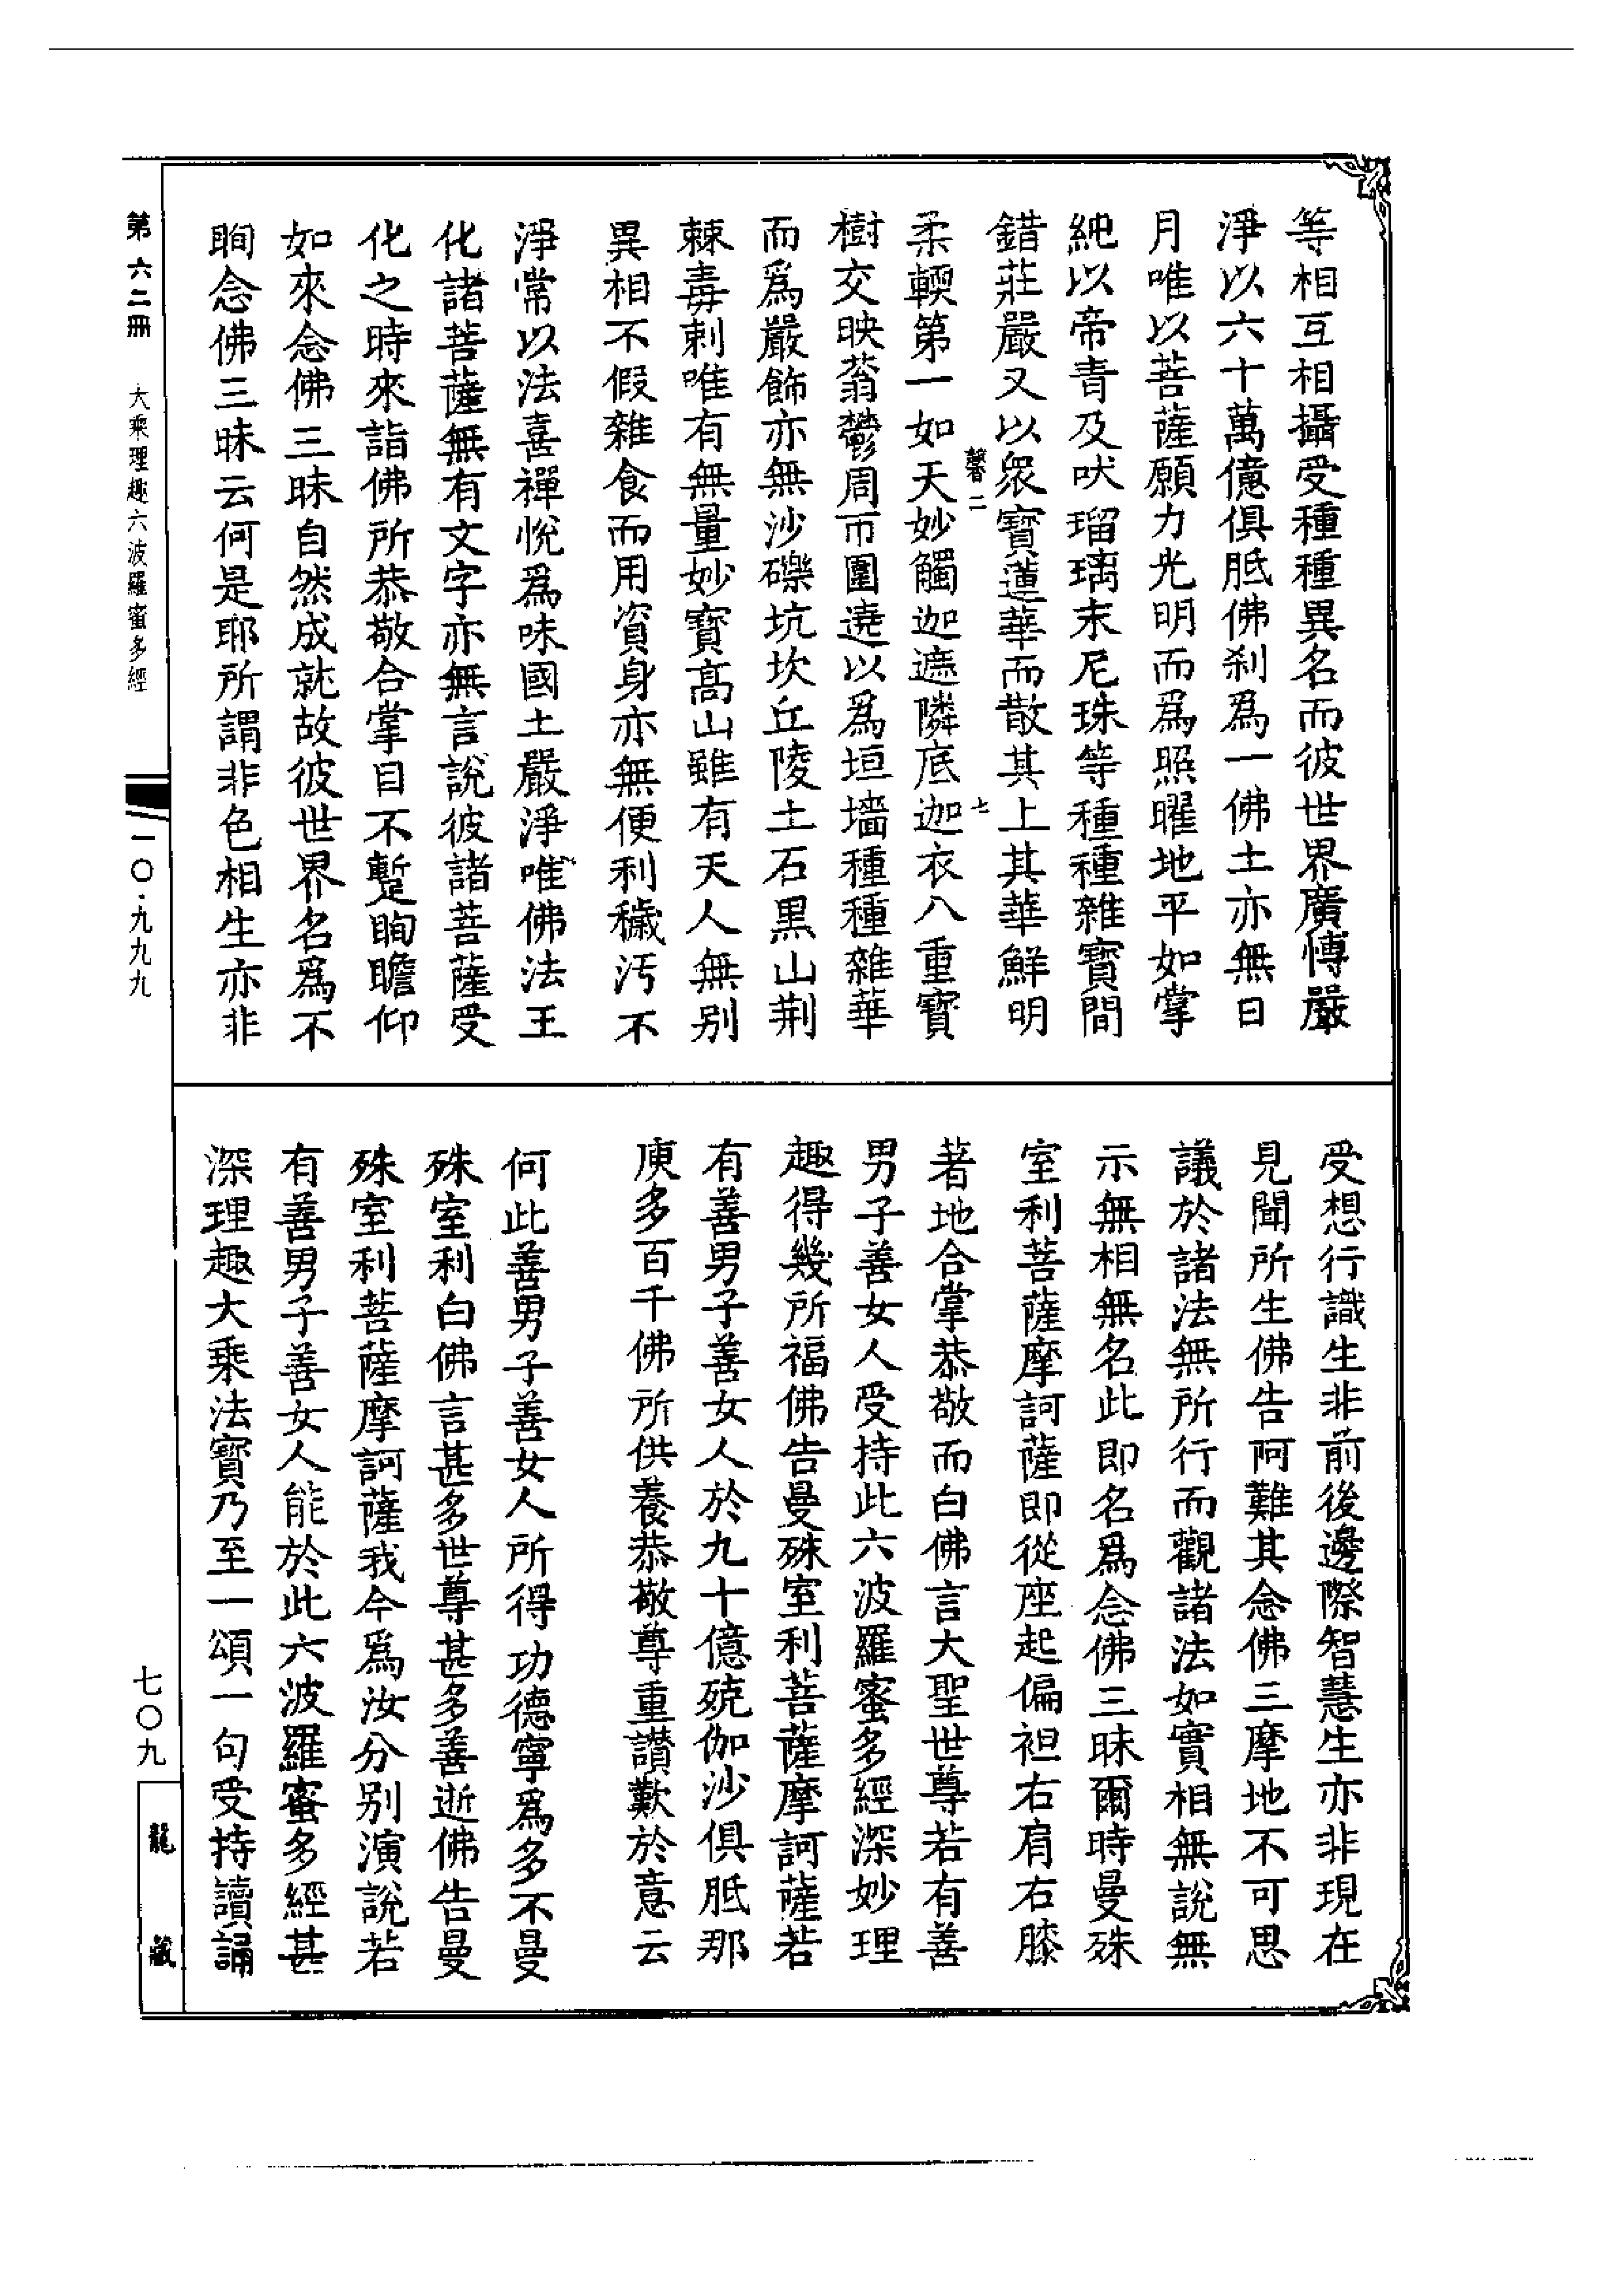 等相互相攝受種種異名而彼世界廣博嚴
淨以六十萬億俱胝佛剎為一佛土亦無日
月唯以菩薩願力光明而為照曜地平如掌
純以帝青及吠瑠璃末尼珠等種種雜寶間
錯莊嚴又以眾寶蓮華而散其上其華鮮明
馨二 七
柔輭第一如天妙觸迦遮隣底迦衣八重寶
樹交映蓊鬱周帀圍遶以為垣墻種種雜華
而為嚴飾亦無沙礫坑坎丘陵土石黑山荆
棘毒刺唯有無量妙寶高山雖有天人無別
異相不假雜食而用資身亦無便利穢汚不
淨常以法喜禪悅為味國土嚴淨唯佛法王
化諸菩薩無有文字亦無言說彼諸菩薩受
化之時來詣佛所恭敬合掌目不蹔眴瞻仰
如來念佛三昧自然成就故彼世界名為不
眴念佛三昧云何是耶所謂非色相生亦非
受想行識生非前後邊際智慧生亦非現在
見聞所生佛告阿難其念佛三摩地不可思
議於諸法無所行而觀諸法如實相無說無
示無相無名此即名為念佛三昧爾時曼殊
室利菩薩摩訶薩即從座起偏袒右肩右膝
著地合掌恭敬而白佛言大聖世尊若有善
男子善女人受持此六波羅蜜多經深妙理
趣得幾所福佛告曼殊室利菩薩摩訶薩若
有善男子善女人於九十億殑伽沙俱胝那
庾多百千佛所供養恭敬尊重讚歎於意云
何此善男子善女人所得功德寧為多不曼
殊室利白佛言甚多世尊甚多善逝佛告曼
殊室利菩薩摩訶薩我今為汝分別演說若
有善男子善女人能於此六波羅蜜多經甚
深理趣大乘法寶乃至一頌一句受持讀誦
第六二冊 大乘理趣六波羅蜜多經
一〇·九九九
七〇九
龍藏